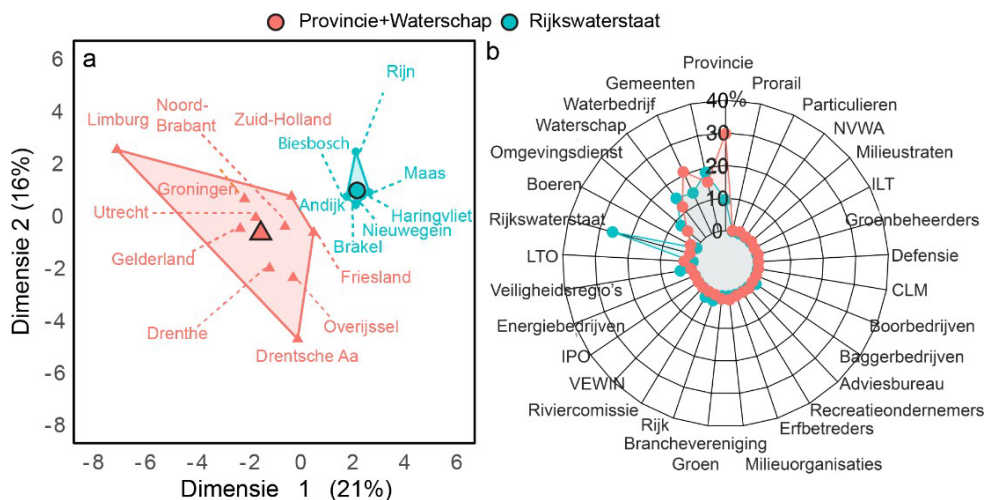 Provincie+Waterschap
Rijkswaterstaat
a
6
4
2
0
-2
-4
-6
-8
Dimensie 2 (16%)
-8
-6
-4
-2
0
2
4
6
Dimensie 1 (21%)
Rijn
Noord-
Brabant
Zuid-Holland
Limburg
Biesbosch
Maas
Groningen
Andijk
Haringvliet
Utrecht
Nieuwegein
Brakel
Gelderland
Friesland
Drenthe
Overijssel
Drentsche Aa
b
Provincie
Prorail
Particulieren
NVWA
Milieustraten
ILT
Groenbeheerders
Defensie
CLM
Boorbedrijven
Baggerbedrijven
Adviesbureau
Recreatieondernemers
Erfbetreders
Milieuorganisaties
Groen
Branchevereniging
Rijk
Riviercomissie
VEWIN
IPO
Energiebedrijven
Veiligheidsregio's
LTO
Rijkswaterstaat
Boeren
Omgevingsdienst
Waterschap
Waterbedrijf
Gemeenten
40%
30
20
10
0